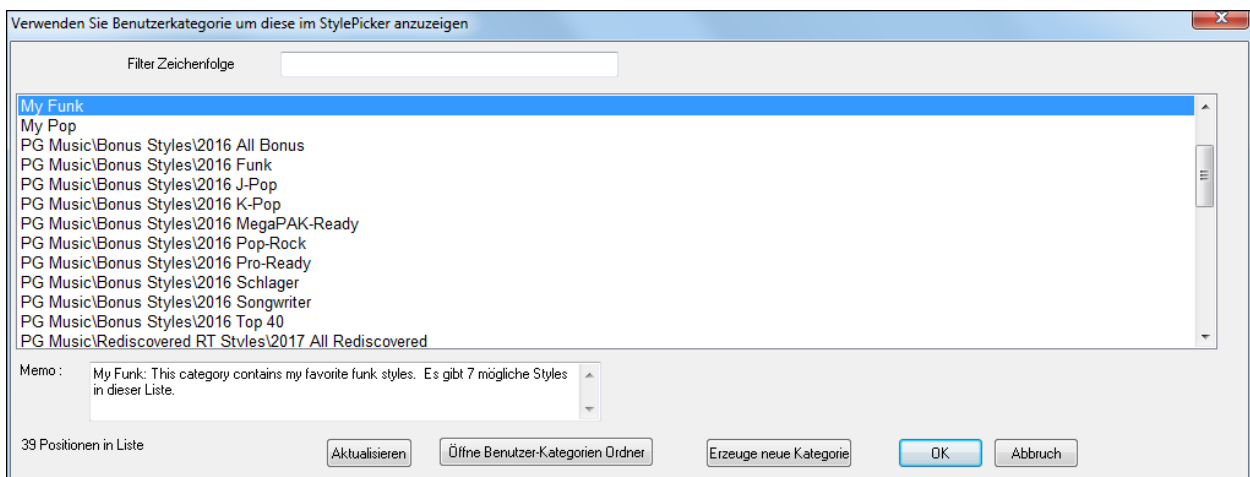 Verwenden Sie Benutzerkategorie um diese im StylePicker anzuzeigen
Filter Zeichenfolge
My Funk
My Pop
PG Music\Bonus Styles\2016 All Bonus
PG Music\Bonus Styles\2016 Funk
PG Music\Bonus Styles\2016 J-Pop
PG Music\Bonus Styles\2016 K-Pop
PG Music\Bonus Styles\2016 MegaPAK-Ready
PG Music\Bonus Styles\2016 Pop-Rock
PG Music\Bonus Styles\2016 Pro-Ready
PG Music\Bonus Styles\2016 Schlager
PG Music\Bonus Styles\2016 Songwriter
PG Music\Bonus Styles\2016 Top 40
PG Music\Rediscovered RT Styles\2017 All Rediscovered
Memo :
My Funk: This category contains my favorite funk styles. Es gibt 7 mögliche Styles
in dieser Liste.
39 Positionen in Liste
Aktualisieren
Öffne Benutzer-Kategorien Ordner
Erzeuge neue Kategorie
OK
Abbruch